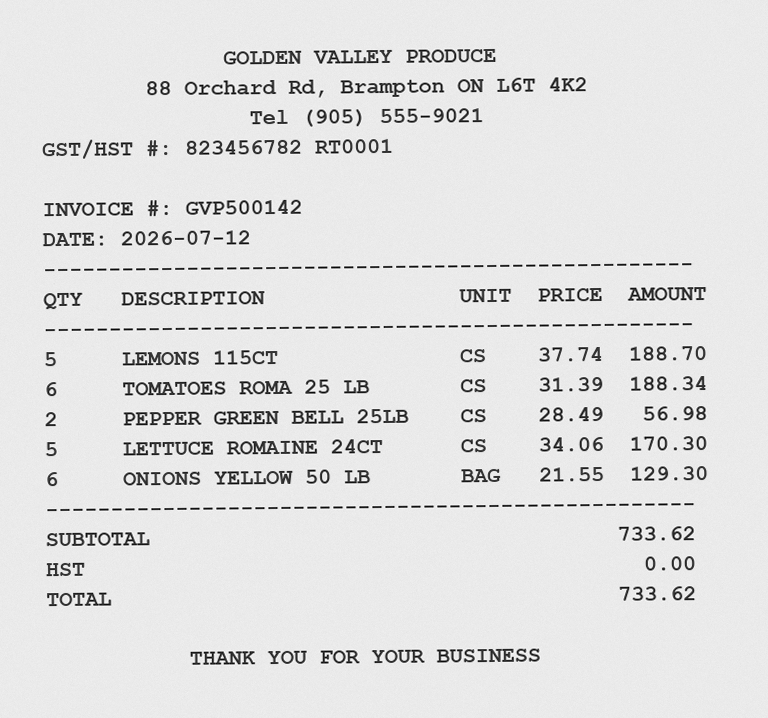 GOLDEN VALLEY PRODUCE
88 Orchard Rd, Brampton ON L6T 4K2
Tel (905) 555-9021
GST/HST #: 823456782 RT0001
INVOICE #: GVP500142
DATE: 2026-07-12
--------------------------------------------------
QTY DESCRIPTION UNIT PRICE AMOUNT
--------------------------------------------------
5 LEMONS 115CT CS 37.74 188.70
6 TOMATOES ROMA 25 LB CS 31.39 188.34
2 PEPPER GREEN BELL 25LB CS 28.49 56.98
5 LETTUCE ROMAINE 24CT CS 34.06 170.30
6 ONIONS YELLOW 50 LB BAG 21.55 129.30
--------------------------------------------------
SUBTOTAL 733.62
HST 0.00
TOTAL 733.62
THANK YOU FOR YOUR BUSINESS